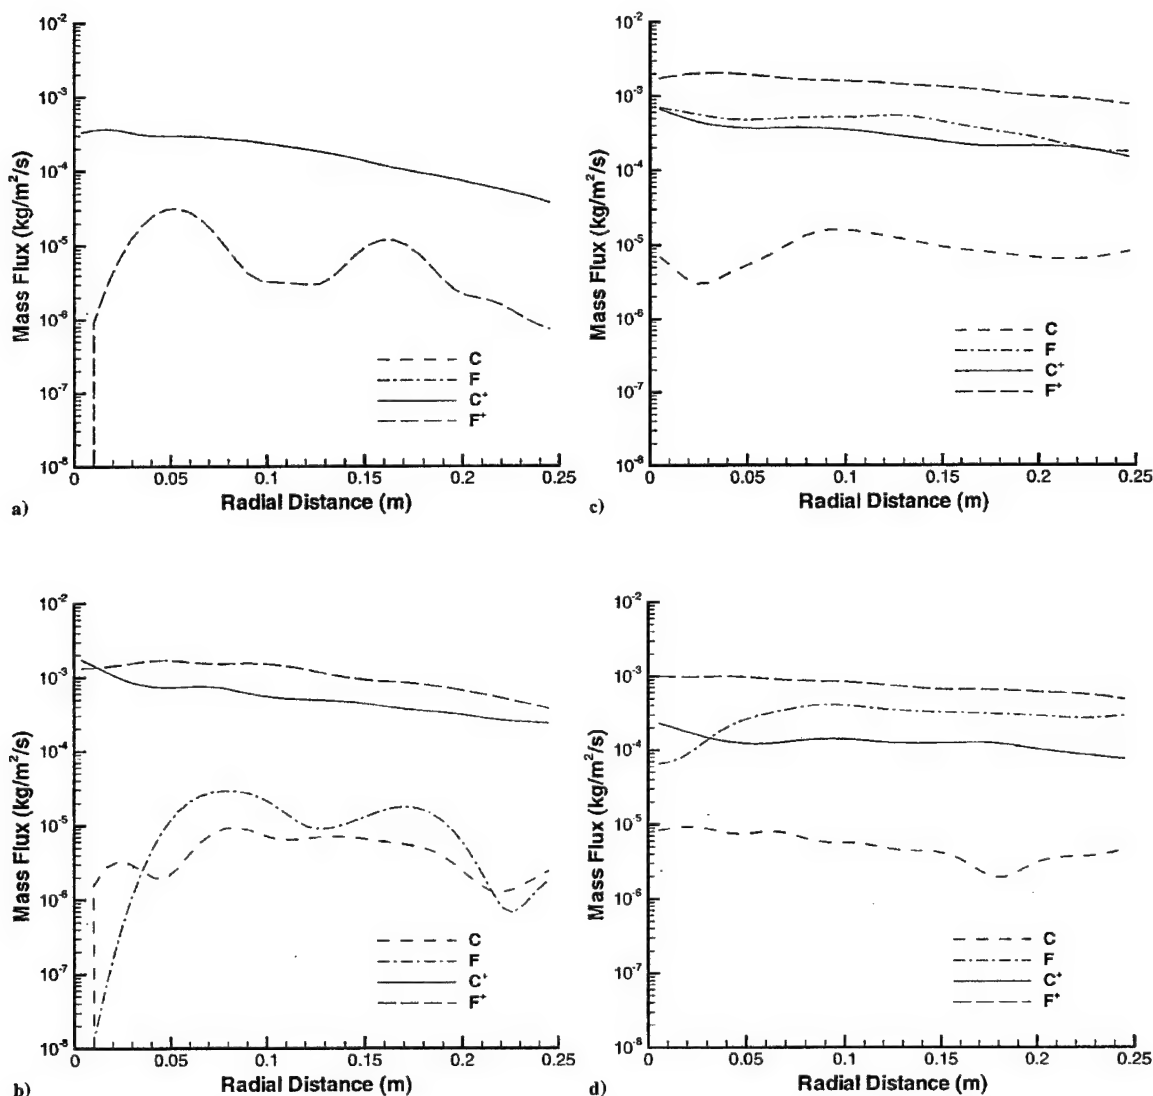 10⁻²
10⁻³
10⁻⁴
10⁻⁵
10⁻⁶
10⁻⁷
10⁻⁸
Mass Flux (kg/m²/s)
C
F
C⁺
F⁺
0 0.05 0.1 0.15 0.2 0.25
Radial Distance (m)
a)
10⁻²
10⁻³
10⁻⁴
10⁻⁵
10⁻⁶
10⁻⁷
10⁻⁸
Mass Flux (kg/m²/s)
C
F
C⁺
F⁺
0 0.05 0.1 0.15 0.2 0.25
Radial Distance (m)
c)
10⁻²
10⁻³
10⁻⁴
10⁻⁵
10⁻⁶
10⁻⁷
10⁻⁸
Mass Flux (kg/m²/s)
C
F
C⁺
F⁺
0 0.05 0.1 0.15 0.2 0.25
Radial Distance (m)
b)
10⁻²
10⁻³
10⁻⁴
10⁻⁵
10⁻⁶
10⁻⁷
10⁻⁸
Mass Flux (kg/m²/s)
C
F
C⁺
F⁺
0 0.05 0.1 0.15 0.2 0.25
Radial Distance (m)
d)